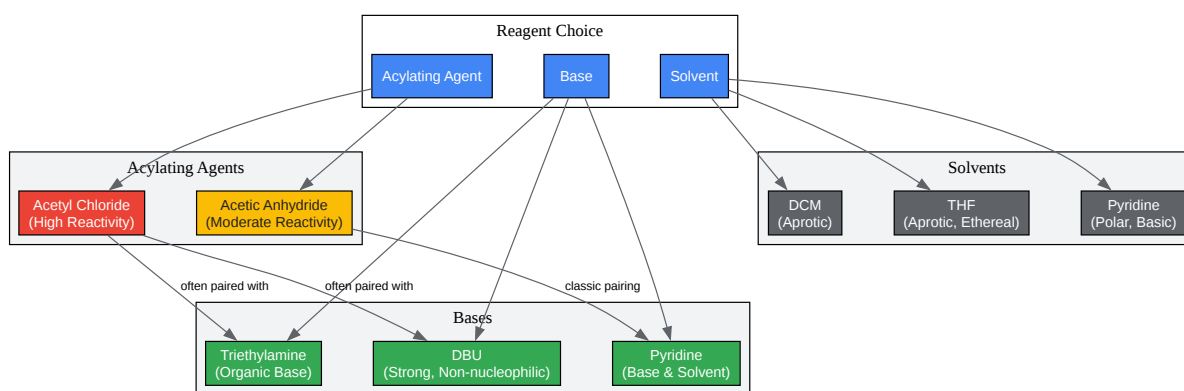 Reagent Choice
Acylating Agent
Base
Solvent
Acylating Agents
Solvents
Acetyl Chloride
(High Reactivity)
Acetic Anhydride
(Moderate Reactivity)
DCM
(Aprotic)
THF
(Aprotic, Ethereal)
Pyridine
(Polar, Basic)
often paired with
often paired with
classic pairing
Bases
Triethylamine
(Organic Base)
DBU
(Strong, Non-nucleophilic)
Pyridine
(Base & Solvent)